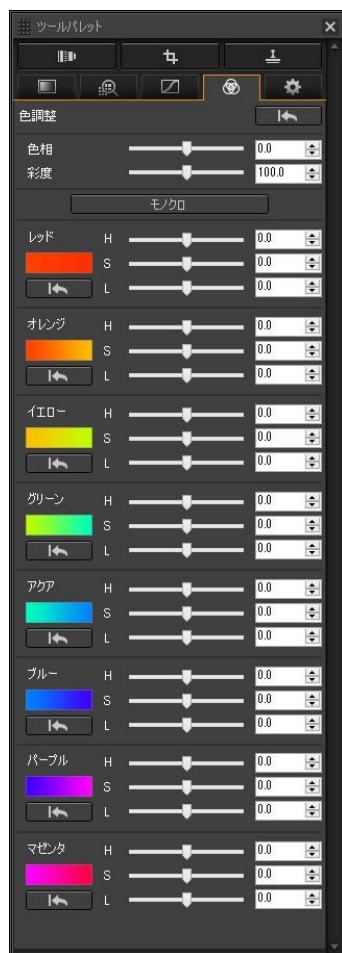 ツールパレット
色調整
色相 0.0
彩度 100.0
モノクロ
レッド H 0.0
S 0.0
L 0.0
オレンジ H 0.0
S 0.0
L 0.0
イエロー H 0.0
S 0.0
L 0.0
グリーン H 0.0
S 0.0
L 0.0
アクア H 0.0
S 0.0
L 0.0
ブルー H 0.0
S 0.0
L 0.0
パープル H 0.0
S 0.0
L 0.0
マゼンタ H 0.0
S 0.0
L 0.0